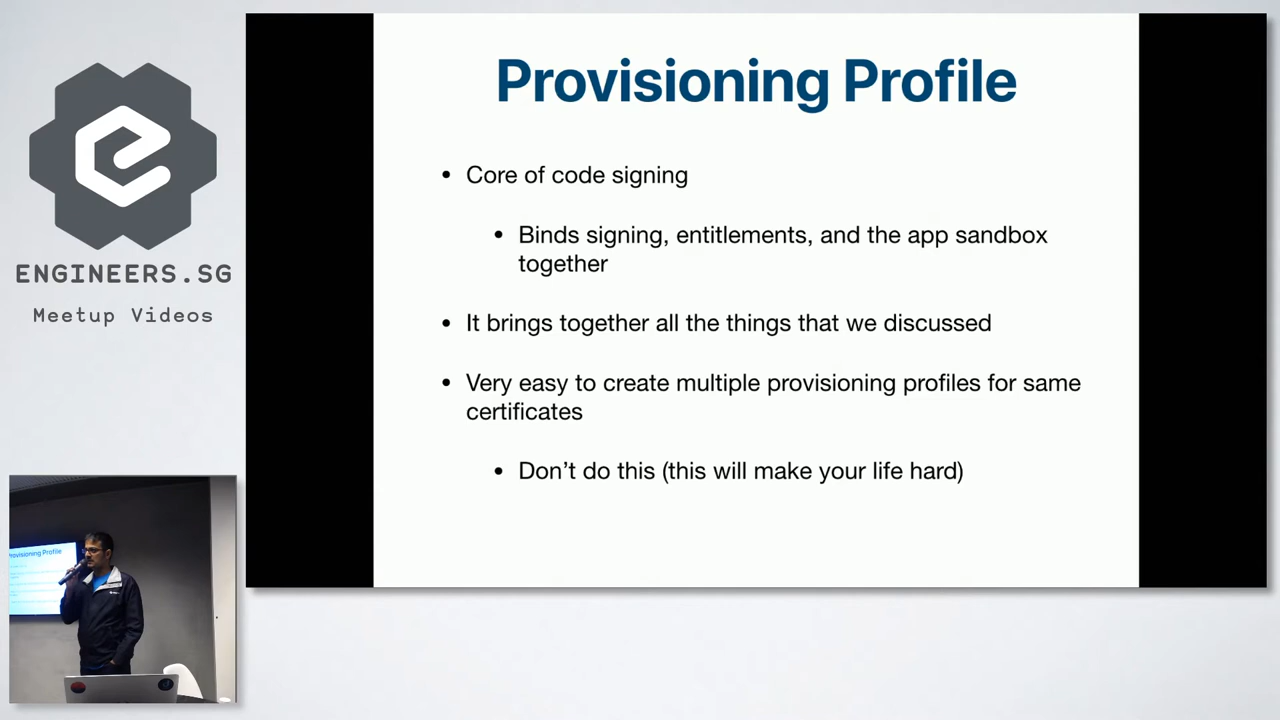 ENGINEERS.SG
Meetup Videos
Provisioning Profile
• Core of code signing
• Binds signing, entitlements, and the app sandbox
together
• It brings together all the things that we discussed
• Very easy to create multiple provisioning profiles for same
certificates
• Don't do this (this will make your life hard)
Provisioning Profile